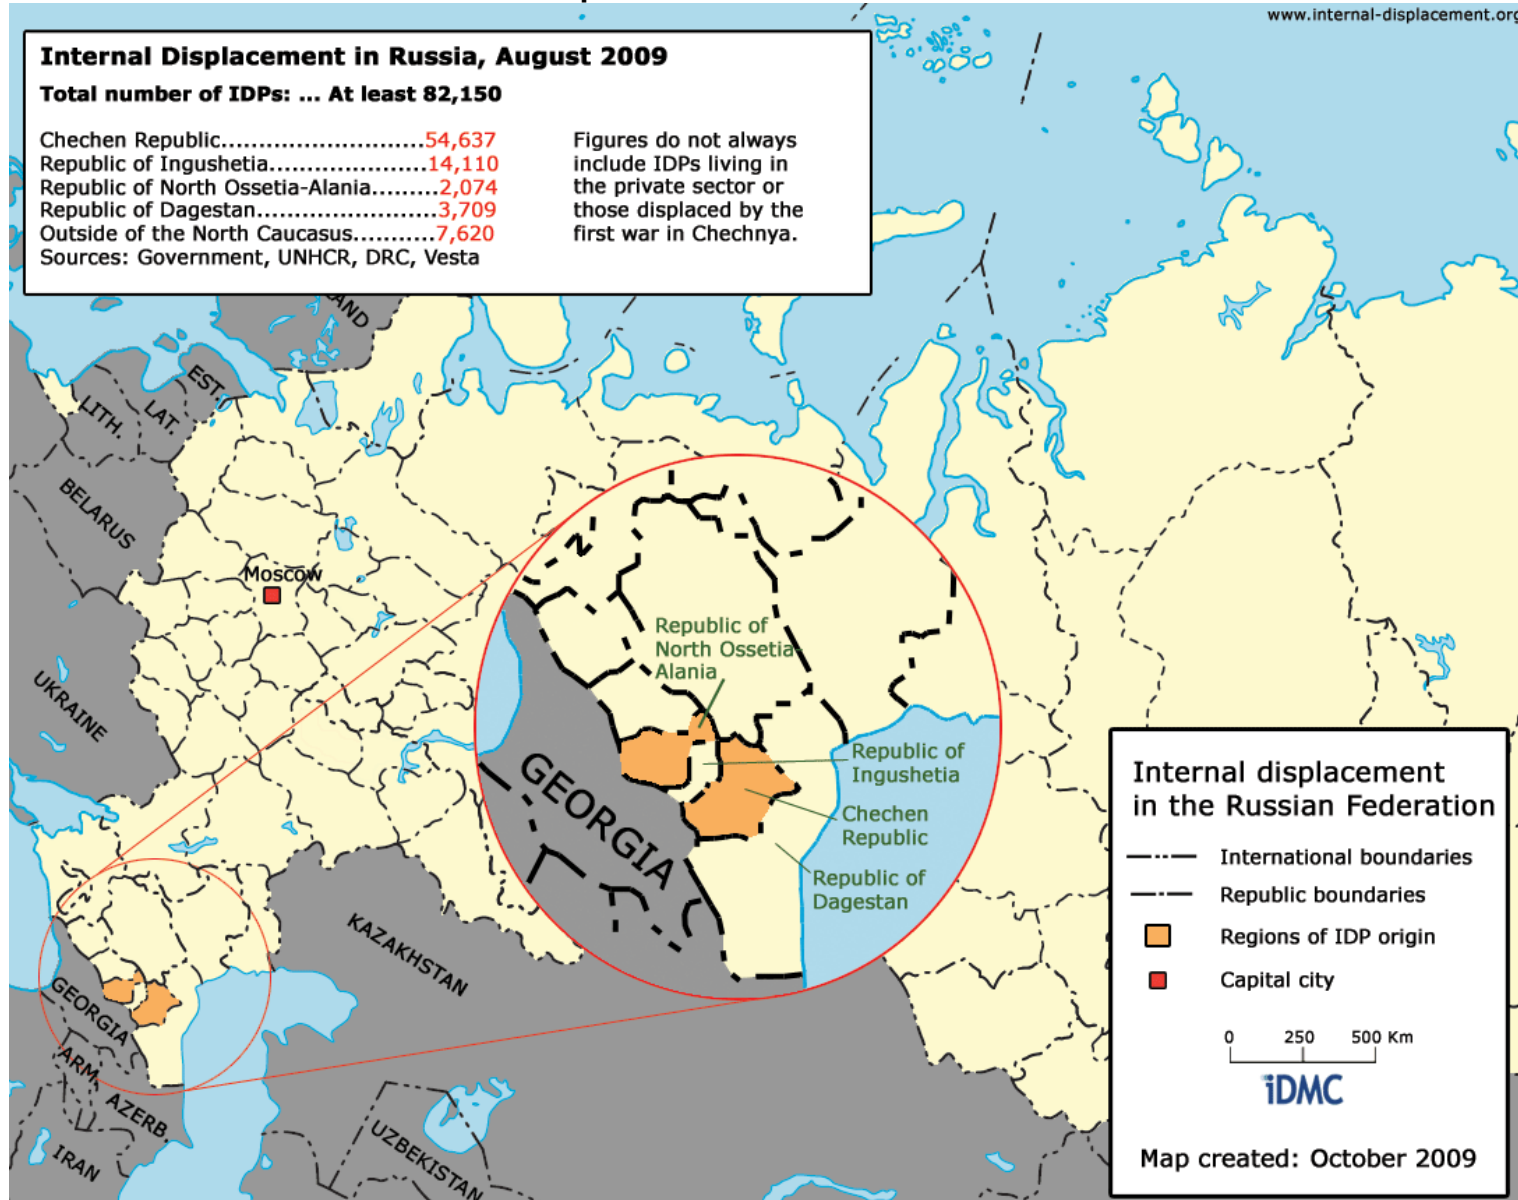 www.internal-displacement.org
Internal Displacement in Russia, August 2009
Total number of IDPs: ... At least 82,150
Chechen Republic............................54,637
Republic of Ingushetia......................14,110
Republic of North Ossetia-Alania.........2,074
Republic of Dagestan.........................3,709
Outside of the North Caucasus...........7,620
Sources: Government, UNHCR, DRC, Vesta
Figures do not always
include IDPs living in
the private sector or
those displaced by the
first war in Chechnya.
AND
EST.
LAT.
LITH.
BELARUS
Moscow
UKRAINE
Republic of
North Ossetia-
Alania
GEORGIA
Republic of
Ingushetia
Chechen
Republic
Republic of
Dagestan
KAZAKHSTAN
GEORGIA
ARM.
AZERB.
IRAN
UZBEKISTAN
Internal displacement
in the Russian Federation
International boundaries
Republic boundaries
Regions of IDP origin
Capital city
0 250 500 Km
iDMC
Map created: October 2009